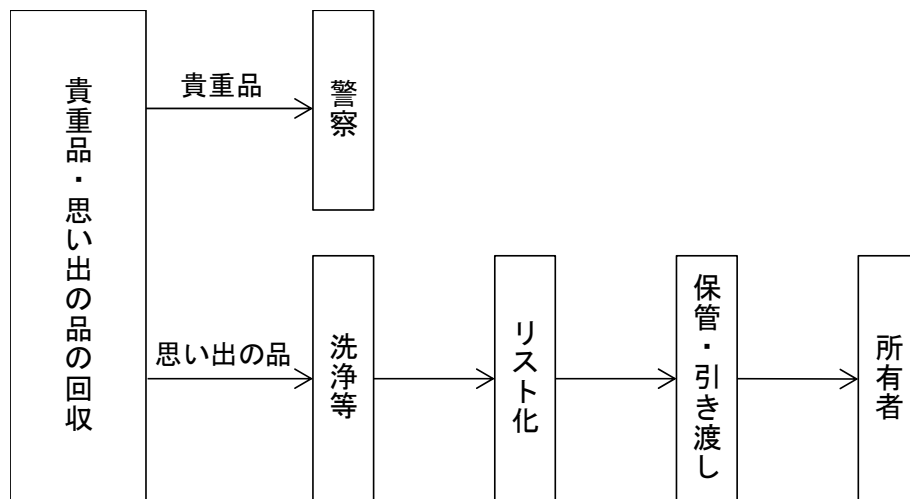 貴重品・思い出の品の回収
貴重品
警察
思い出の品
洗浄等
リスト化
保管・引き渡し
所有者